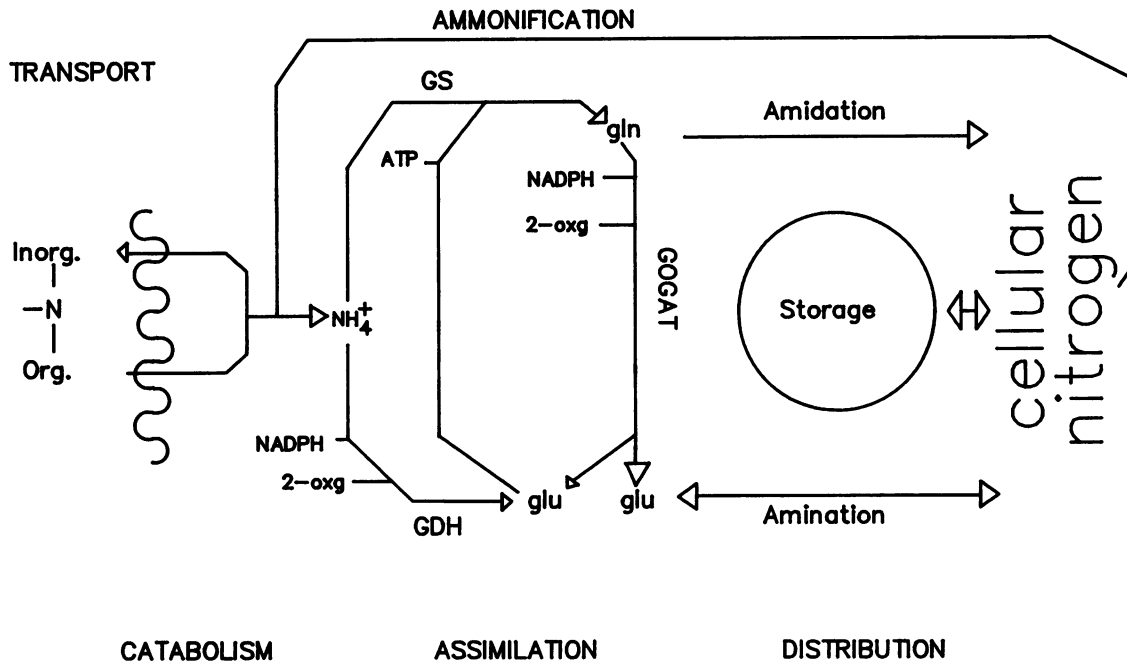 AMMONIFICATION
TRANSPORT
GS
Amidation
gln
ATP
NADPH
2-oxg
Inorg.
-N
Org.
NH4+
GOGAT
Storage
cellular
nitrogen
NADPH
2-oxg
glu
glu
GDH
Amination
CATABOLISM
ASSIMILATION
DISTRIBUTION